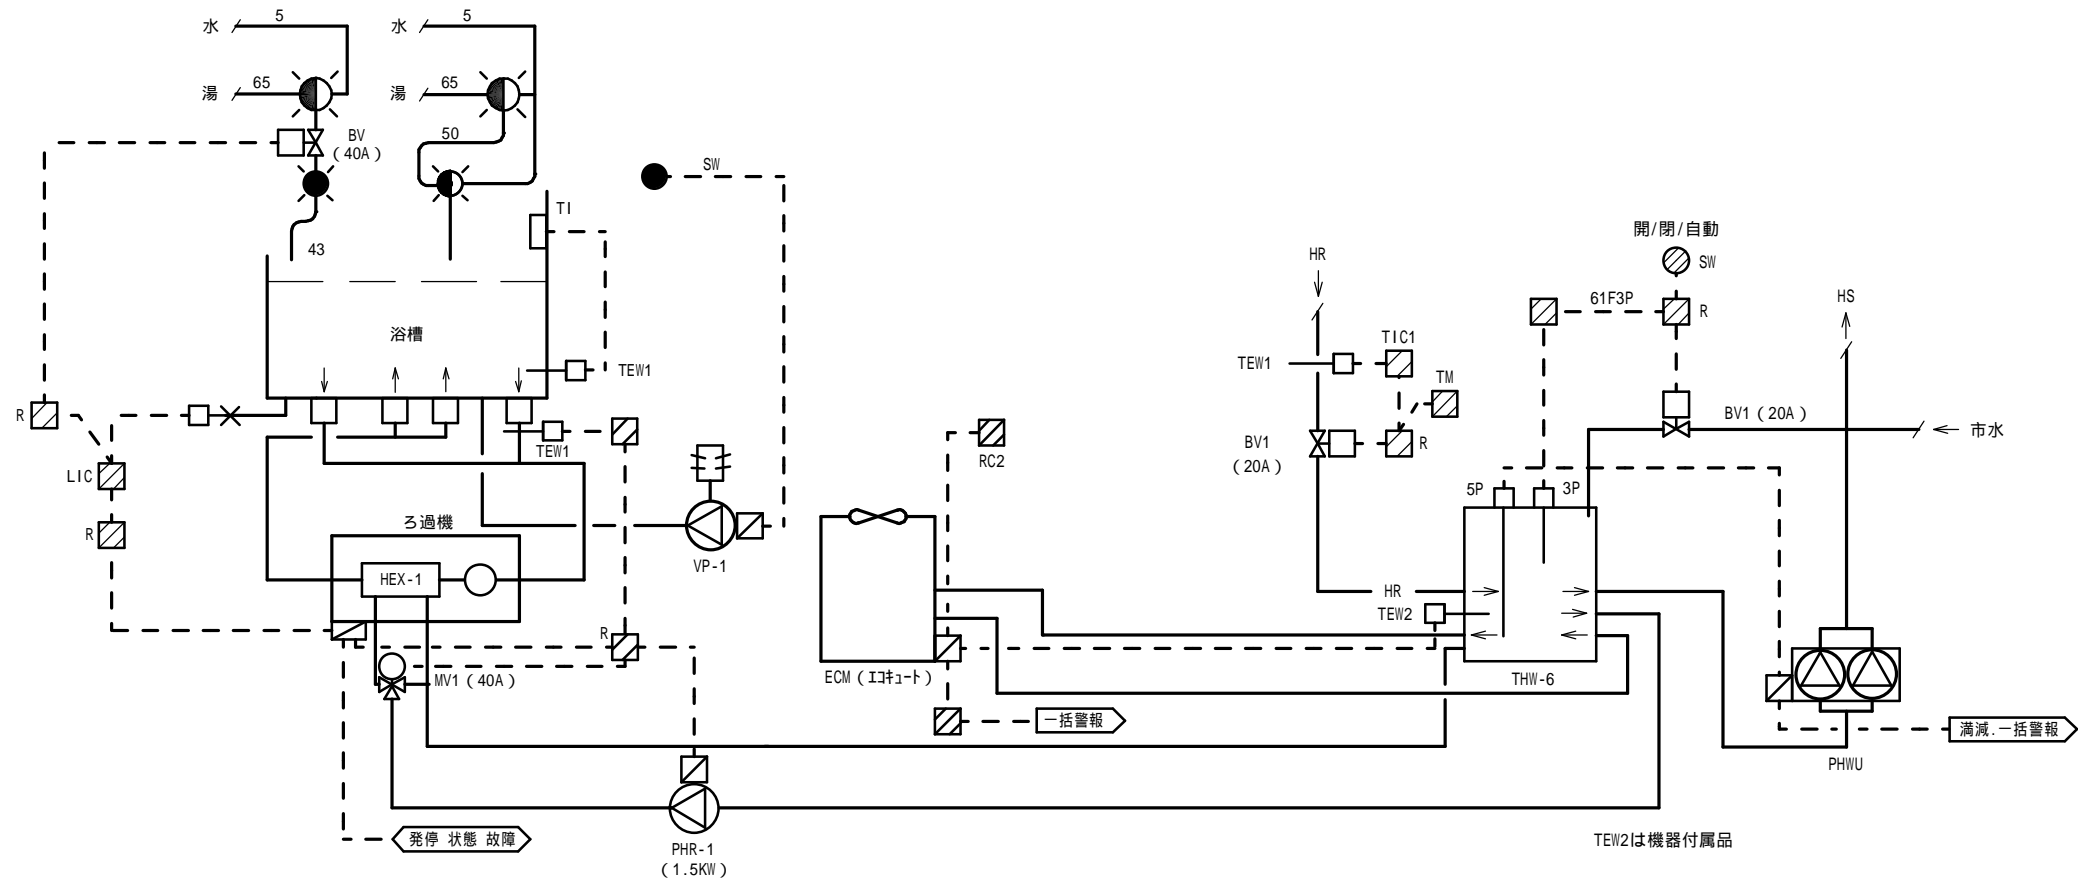 水 5
水 5
湯 65
湯 65
BV
（40A）
50
SW
TI
43
開/閉/自動
SW
HR
61F3P
R
HS
浴槽
TIC1
TEW1
TEW1
TM
R
BV1（20A）
市水
TEW1
BV1
（20A）
R
RC2
LIC
5P
3P
ろ過機
R
VP-1
HEX-1
HR
TEW2
R
MV1（40A）
ECM（エコキュート）
THW-6
一括警報
満減.一括警報
PHWU
発停 状態 故障
PHR-1
（1.5KW）
TEW2は機器付属品